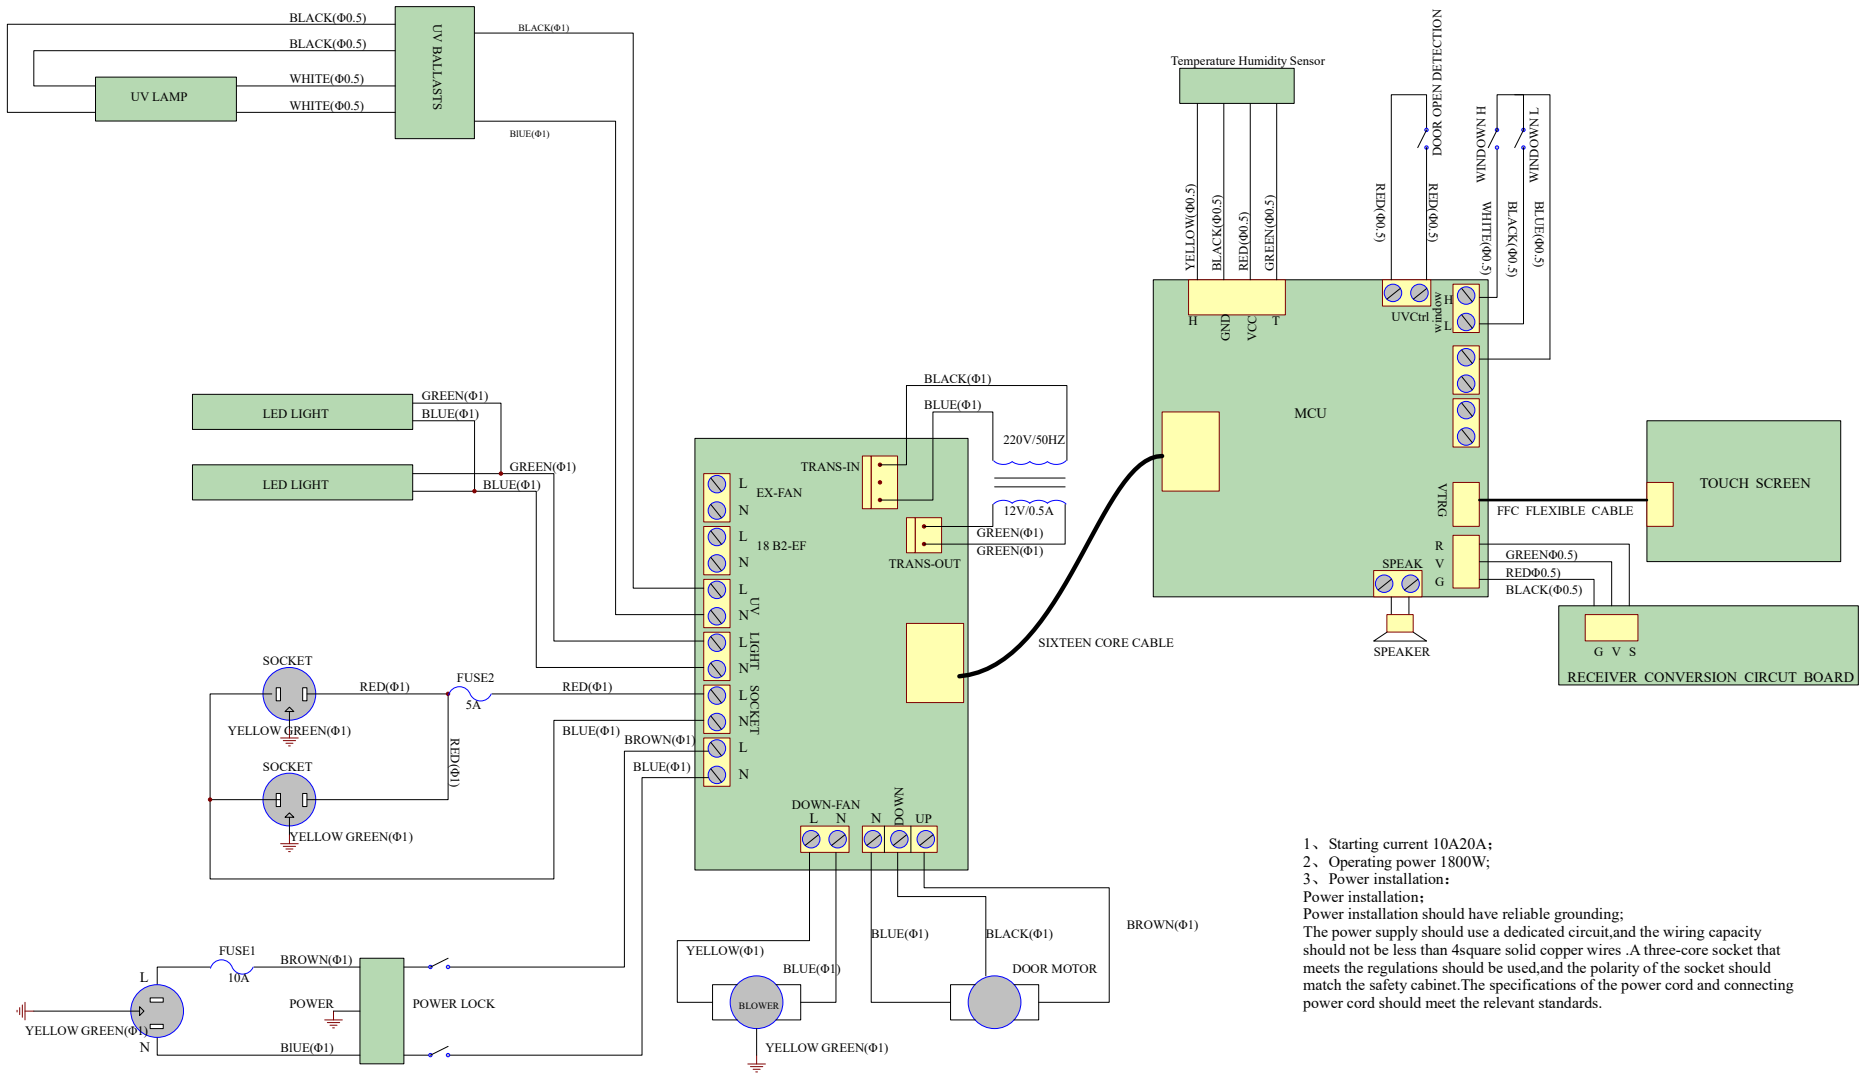 BLACK(Φ0.5)
BLACK(Φ0.5)
WHITE(Φ0.5)
WHITE(Φ0.5)
UV LAMP
UV BALLASTS
BLACK(Φ1)
BIUE(Φ1)
Temperature Humidity Sensor
YELLOW(Φ0.5)
BLACK(Φ0.5)
RED(Φ0.5)
GREEN(Φ0.5)
RED(Φ0.5)
RED(Φ0.5)
DOOR OPEN DETECTION
WINDOWN H
WINDOWN L
WHITE(Φ0.5)
BLACK(Φ0.5)
BLUE(Φ0.5)
H
GND
VCC
T
UVCtrl
window
H
L
MCU
VTRG
R
V
G
SPEAK
SPEAKER
FFC FLEXIBLE CABLE
TOUCH SCREEN
GREENΦ0.5)
REDΦ0.5)
BLACK(Φ0.5)
G V S
RECEIVER CONVERSION CIRCUT BOARD
LED LIGHT
GREEN(Φ1)
BLUE(Φ1)
LED LIGHT
GREEN(Φ1)
BLUE(Φ1)
BLACK(Φ1)
BLUE(Φ1)
220V/50HZ
12V/0.5A
GREEN(Φ1)
GREEN(Φ1)
TRANS-IN
TRANS-OUT
L
EX-FAN
N
L
18 B2-EF
N
L
UV
N
L
LIGHT
N
L
SOCKET
N
L
N
SIXTEEN CORE CABLE
SOCKET
RED(Φ1)
FUSE2
5A
RED(Φ1)
YELLOW GREEN(Φ1)
BLUE(Φ1)
BROWN(Φ1)
RED(Φ1)
BLUE(Φ1)
SOCKET
YELLOW GREEN(Φ1)
DOWN-FAN
L N
N
DOWN
UP
YELLOW(Φ1)
BLUE(Φ1)
BLOWER
YELLOW GREEN(Φ1)
BLUE(Φ1)
BLACK(Φ1)
BROWN(Φ1)
DOOR MOTOR
L
FUSE1
10A
BROWN(Φ1)
POWER
POWER LOCK
YELLOW GREEN(Φ1)
N
BIUE(Φ1)
1、Starting current 10A20A;
2、Operating power 1800W;
3、Power installation:
Power installation;
Power installation should have reliable grounding;
The power supply should use a dedicated circuit,and the wiring capacity
should not be less than 4square solid copper wires .A three-core socket that
meets the regulations should be used,and the polarity of the socket should
match the safety cabinet.The specifications of the power cord and connecting
power cord should meet the relevant standards.